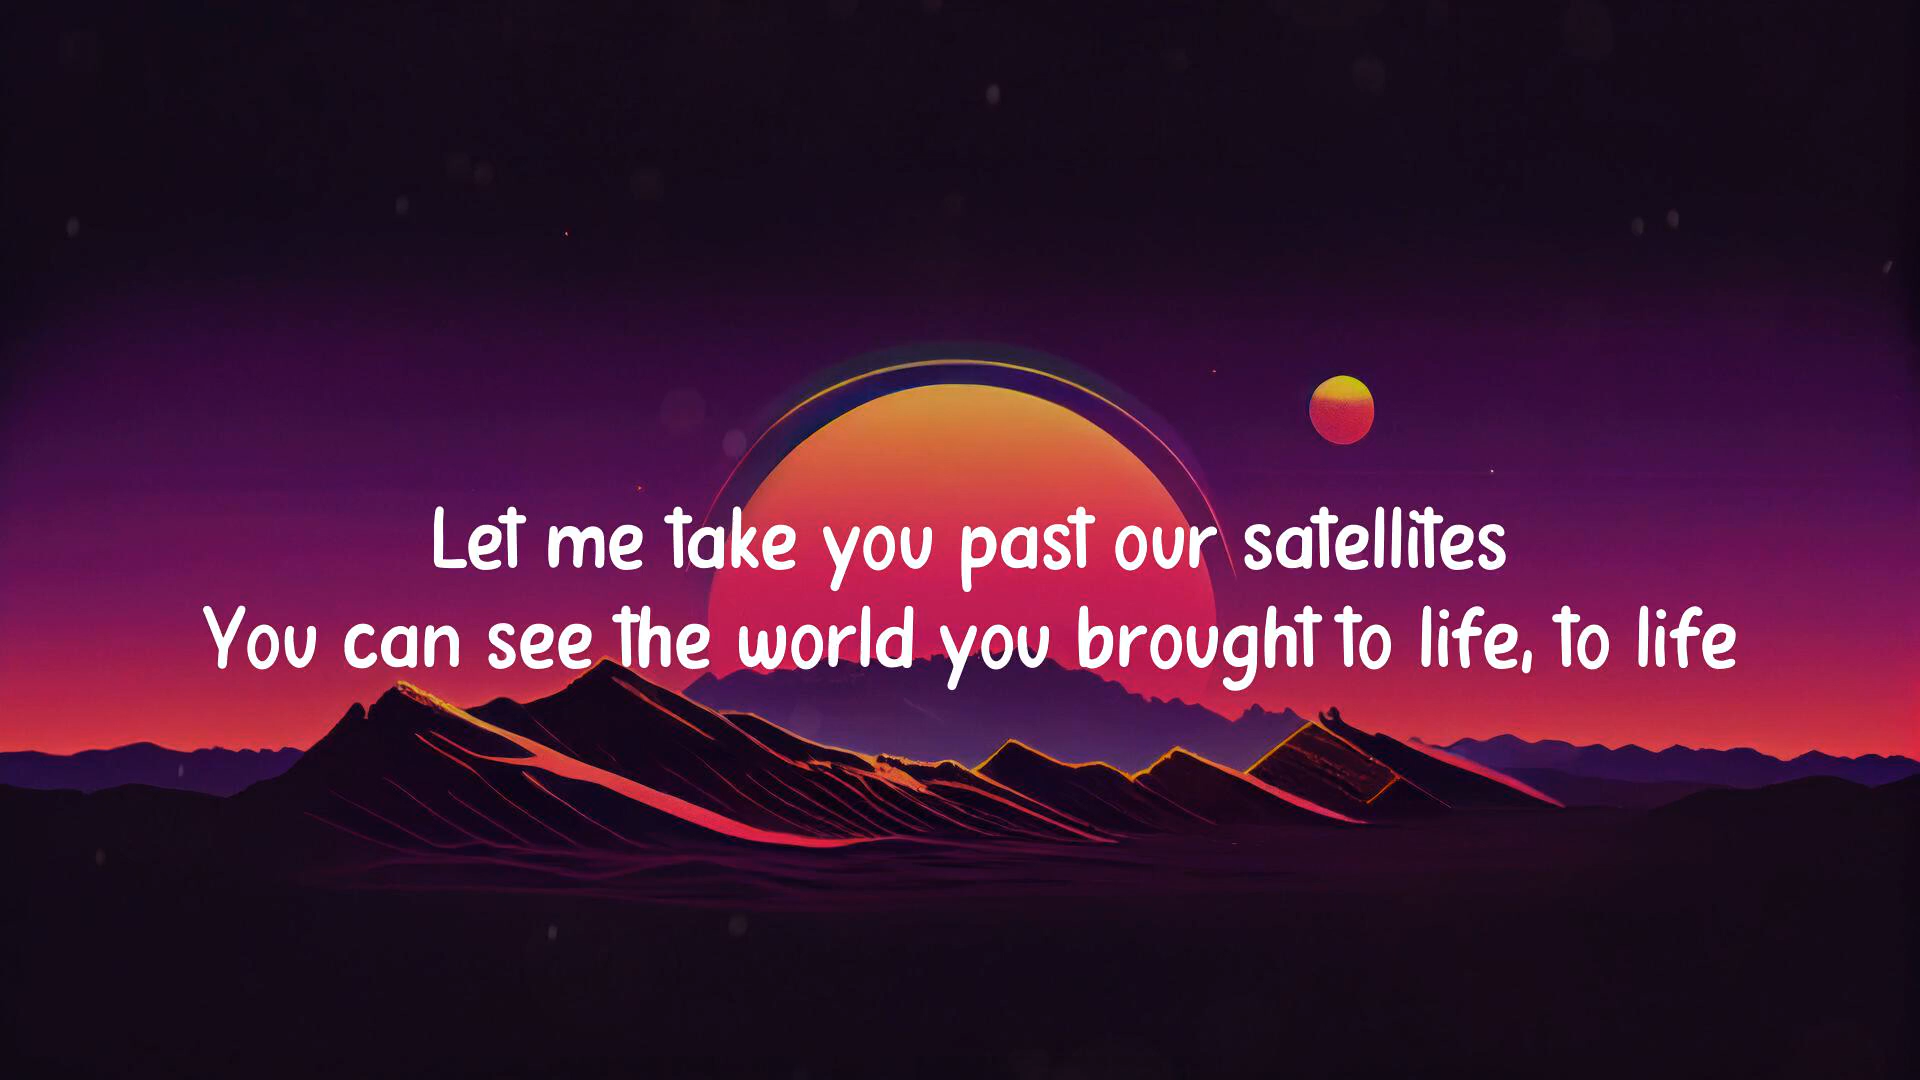 Let me take you past our satellites
You can see the world you brought to life, to life